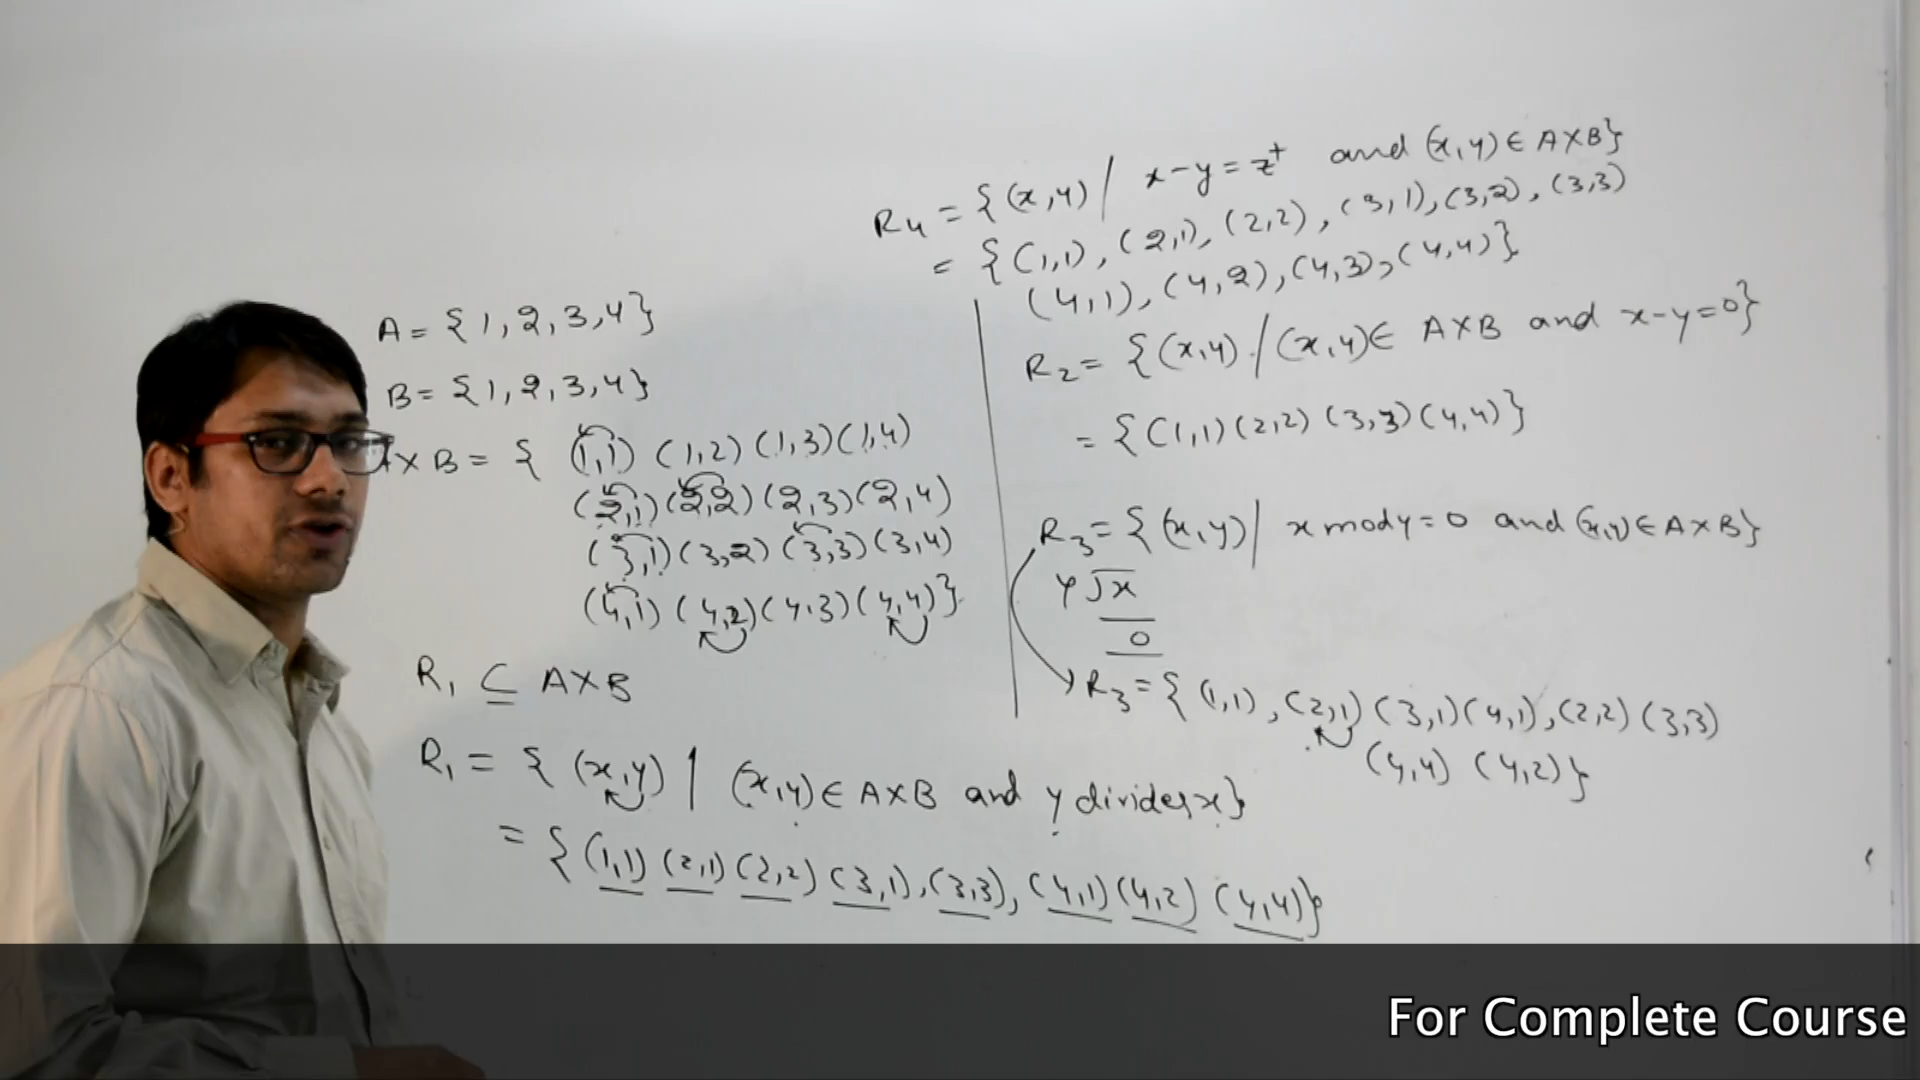 A = {1, 2, 3, 4}
B = {1, 2, 3, 4}
A X B = { (1,1) (1,2) (1,3) (1,4)
(2,1) (2,2) (2,3) (2,4)
(3,1) (3,2) (3,3) (3,4)
(4,1) (4,2) (4,3) (4,4)}
R₁ ⊆ A X B
R₁ = { (x,y) | (x,y) ∈ A X B and y divides x}
= {(1,1) (2,1) (2,2) (3,1), (3,3), (4,1) (4,2) (4,4)}
R₄ = {(x,y) / x-y = z⁺ and (x,y) ∈ A X B}
= {(1,1), (2,1), (2,2), (3,1), (3,2), (3,3)
(4,1), (4,2), (4,3), (4,4)}
R₂ = {(x,y) / (x,y) ∈ A X B and x-y=0}
= {(1,1) (2,2) (3,3) (4,4)}
R₃ = {(x,y) | x mod y = 0 and (x,y) ∈ A X B}
y √x
0
R₃ = { (1,1), (2,1) (3,1) (4,1), (2,2) (3,3)
(4,4) (4,2)}
For Complete Course